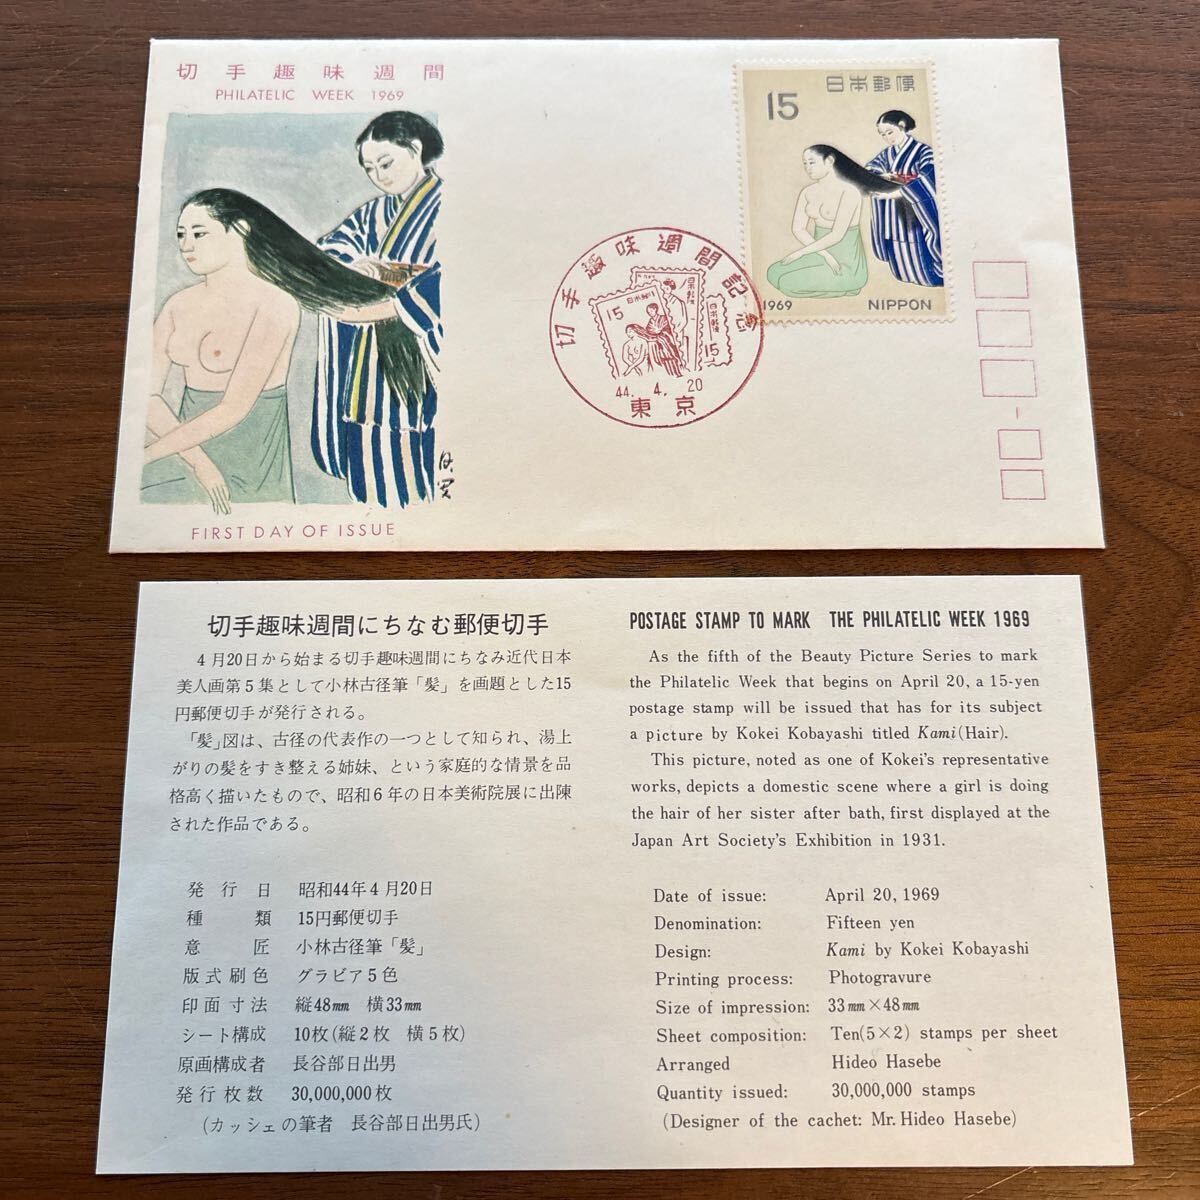 切手趣味週間
PHILATELIC WEEK 1969
FIRST DAY OF ISSUE
日本郵便
15
1969 NIPPON
切手趣味週間記念
日本郵便
15
日本郵便
15
44. 4. 20
東京
切手趣味週間にちなむ郵便切手
4月20日から始まる切手趣味週間にちなみ近代日本
美人画第5集として小林古径筆「髪」を画題とした15
円郵便切手が発行される。
「髪」図は、古径の代表作の一つとして知られ、湯上
がりの髪をすき整える姉妹、という家庭的な情景を品
格高く描いたもので、昭和6年の日本美術院展に出陳
された作品である。
発行日 昭和44年4月20日
種類 15円郵便切手
意匠 小林古径筆「髪」
版式刷色 グラビア5色
印面寸法 縦48mm 横33mm
シート構成 10枚(縦2枚 横5枚)
原画構成者 長谷部日出男
発行枚数 30,000,000枚
(カッシェの筆者 長谷部日出男氏)
POSTAGE STAMP TO MARK THE PHILATELIC WEEK 1969
As the fifth of the Beauty Picture Series to mark
the Philatelic Week that begins on April 20, a 15-yen
postage stamp will be issued that has for its subject
a picture by Kokei Kobayashi titled Kami (Hair).
This picture, noted as one of Kokei's representative
works, depicts a domestic scene where a girl is doing
the hair of her sister after bath, first displayed at the
Japan Art Society's Exhibition in 1931.
Date of issue: April 20, 1969
Denomination: Fifteen yen
Design: Kami by Kokei Kobayashi
Printing process: Photogravure
Size of impression: 33mm×48mm
Sheet composition: Ten(5×2) stamps per sheet
Arranged Hideo Hasebe
Quantity issued: 30,000,000 stamps
(Designer of the cachet: Mr. Hideo Hasebe)